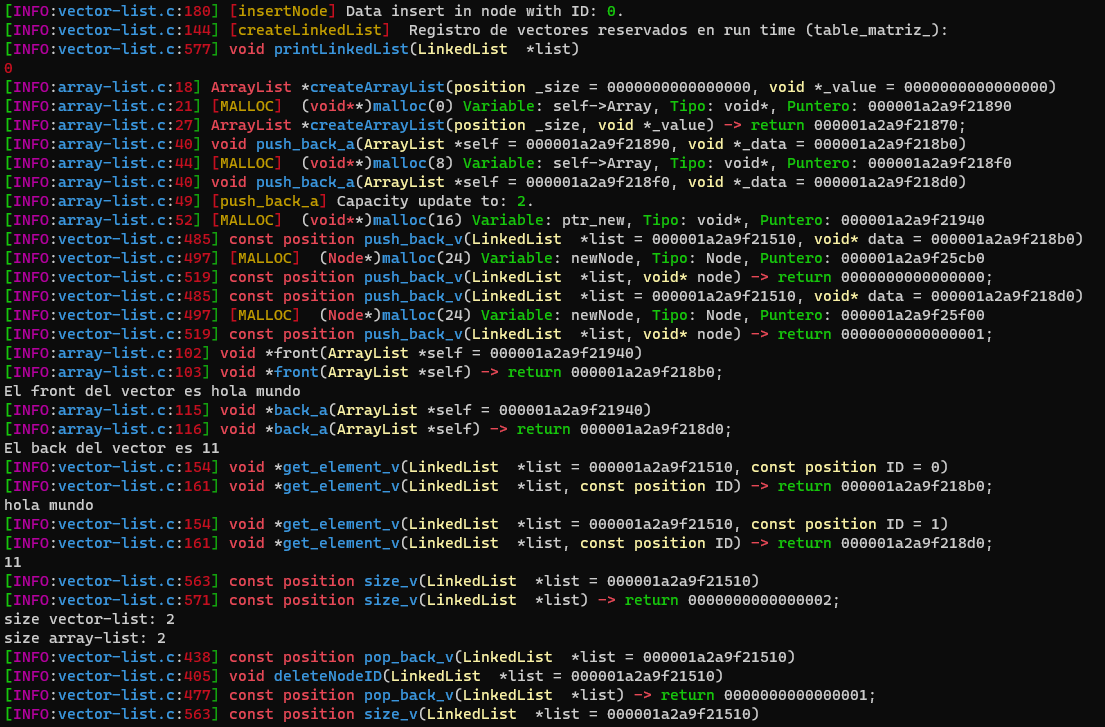 [INFO:vector-list.c:180] [insertNode] Data insert in node with ID: 0.
[INFO:vector-list.c:144] [createLinkedList]  Registro de vectores reservados en run time (table_matriz_):
[INFO:vector-list.c:577] void printLinkedList(LinkedList  *list)
0
[INFO:array-list.c:18] ArrayList *createArrayList(position _size = 0000000000000000, void *_value = 0000000000000000)
[INFO:array-list.c:21] [MALLOC]  (void**)malloc(0) Variable: self->Array, Tipo: void*, Puntero: 000001a2a9f21890
[INFO:array-list.c:27] ArrayList *createArrayList(position _size, void *_value) -> return 000001a2a9f21870;
[INFO:array-list.c:40] void push_back_a(ArrayList *self = 000001a2a9f21890, void *_data = 000001a2a9f218b0)
[INFO:array-list.c:44] [MALLOC]  (void**)malloc(8) Variable: self->Array, Tipo: void*, Puntero: 000001a2a9f218f0
[INFO:array-list.c:40] void push_back_a(ArrayList *self = 000001a2a9f218f0, void *_data = 000001a2a9f218d0)
[INFO:array-list.c:49] [push_back_a] Capacity update to: 2.
[INFO:array-list.c:52] [MALLOC]  (void**)malloc(16) Variable: ptr_new, Tipo: void*, Puntero: 000001a2a9f21940
[INFO:vector-list.c:485] const position push_back_v(LinkedList  *list = 000001a2a9f21510, void* data = 000001a2a9f218b0)
[INFO:vector-list.c:497] [MALLOC]  (Node*)malloc(24) Variable: newNode, Tipo: Node, Puntero: 000001a2a9f25cb0
[INFO:vector-list.c:519] const position push_back_v(LinkedList  *list, void* node) -> return 0000000000000000;
[INFO:vector-list.c:485] const position push_back_v(LinkedList  *list = 000001a2a9f21510, void* data = 000001a2a9f218d0)
[INFO:vector-list.c:497] [MALLOC]  (Node*)malloc(24) Variable: newNode, Tipo: Node, Puntero: 000001a2a9f25f00
[INFO:vector-list.c:519] const position push_back_v(LinkedList  *list, void* node) -> return 0000000000000001;
[INFO:array-list.c:102] void *front(ArrayList *self = 000001a2a9f21940)
[INFO:array-list.c:103] void *front(ArrayList *self) -> return 000001a2a9f218b0;
El front del vector es hola mundo
[INFO:array-list.c:115] void *back_a(ArrayList *self = 000001a2a9f21940)
[INFO:array-list.c:116] void *back_a(ArrayList *self) -> return 000001a2a9f218d0;
El back del vector es 11
[INFO:vector-list.c:154] void *get_element_v(LinkedList  *list = 000001a2a9f21510, const position ID = 0)
[INFO:vector-list.c:161] void *get_element_v(LinkedList  *list, const position ID) -> return 000001a2a9f218b0;
hola mundo
[INFO:vector-list.c:154] void *get_element_v(LinkedList  *list = 000001a2a9f21510, const position ID = 1)
[INFO:vector-list.c:161] void *get_element_v(LinkedList  *list, const position ID) -> return 000001a2a9f218d0;
11
[INFO:vector-list.c:563] const position size_v(LinkedList  *list = 000001a2a9f21510)
[INFO:vector-list.c:571] const position size_v(LinkedList  *list) -> return 0000000000000002;
size vector-list: 2
size array-list: 2
[INFO:vector-list.c:438] const position pop_back_v(LinkedList  *list = 000001a2a9f21510)
[INFO:vector-list.c:405] void deleteNodeID(LinkedList  *list = 000001a2a9f21510)
[INFO:vector-list.c:477] const position pop_back_v(LinkedList  *list) -> return 0000000000000001;
[INFO:vector-list.c:563] const position size_v(LinkedList  *list = 000001a2a9f21510)